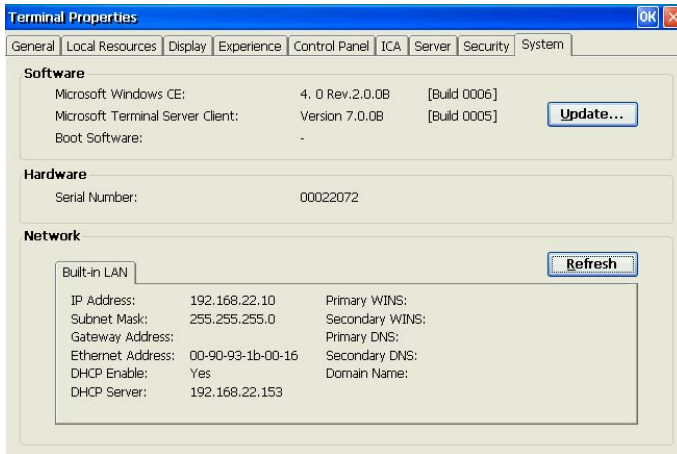 Terminal Properties OK
General Local Resources Display Experience Control Panel ICA Server Security System
Software
Microsoft Windows CE: 4. 0 Rev.2.0.0B [Build 0006]
Microsoft Terminal Server Client: Version 7.0.0B [Build 0005] Update...
Boot Software: -
Hardware
Serial Number: 00022072
Network
Refresh
Built-in LAN
IP Address: 192.168.22.10 Primary WINS:
Subnet Mask: 255.255.255.0 Secondary WINS:
Gateway Address: Primary DNS:
Ethernet Address: 00-90-93-1b-00-16 Secondary DNS:
DHCP Enable: Yes Domain Name:
DHCP Server: 192.168.22.153